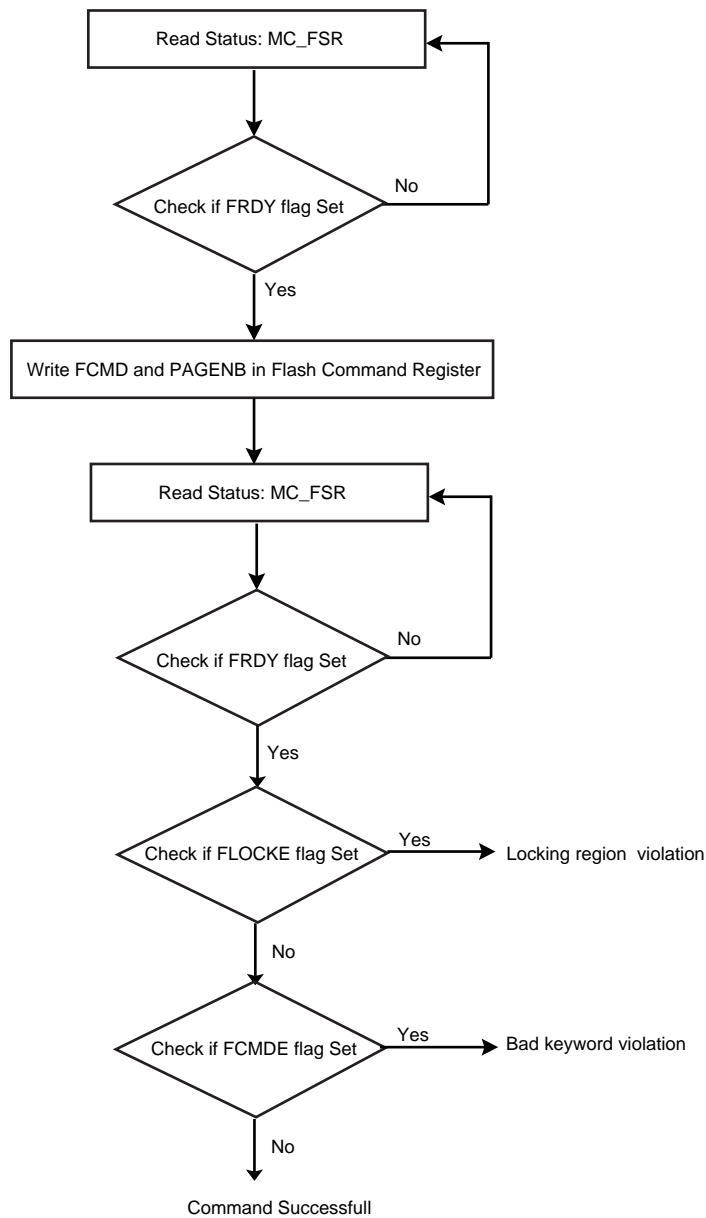 Read Status: MC_FSR
Check if FRDY flag Set
No
Yes
Write FCMD and PAGENB in Flash Command Register
Read Status: MC_FSR
Check if FRDY flag Set
No
Yes
Check if FLOCKE flag Set
Yes
Locking region violation
No
Check if FCMDE flag Set
Yes
Bad keyword violation
No
Command Successfull